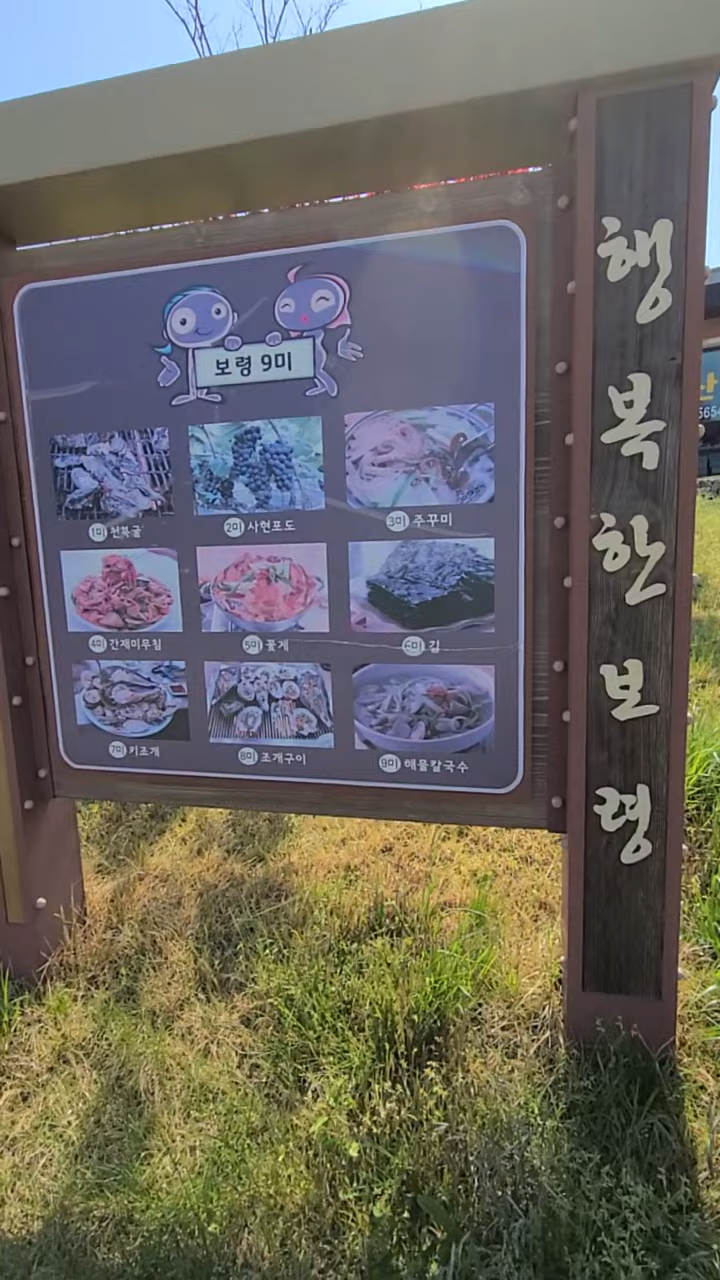 보령 9미
1미 천북굴
2미 사현포도
3미 주꾸미
4미 간재미무침
5미 꽃게
6미 김
7미 키조개
8미 조개구이
9미 해물칼국수
행복한보령
산
5654